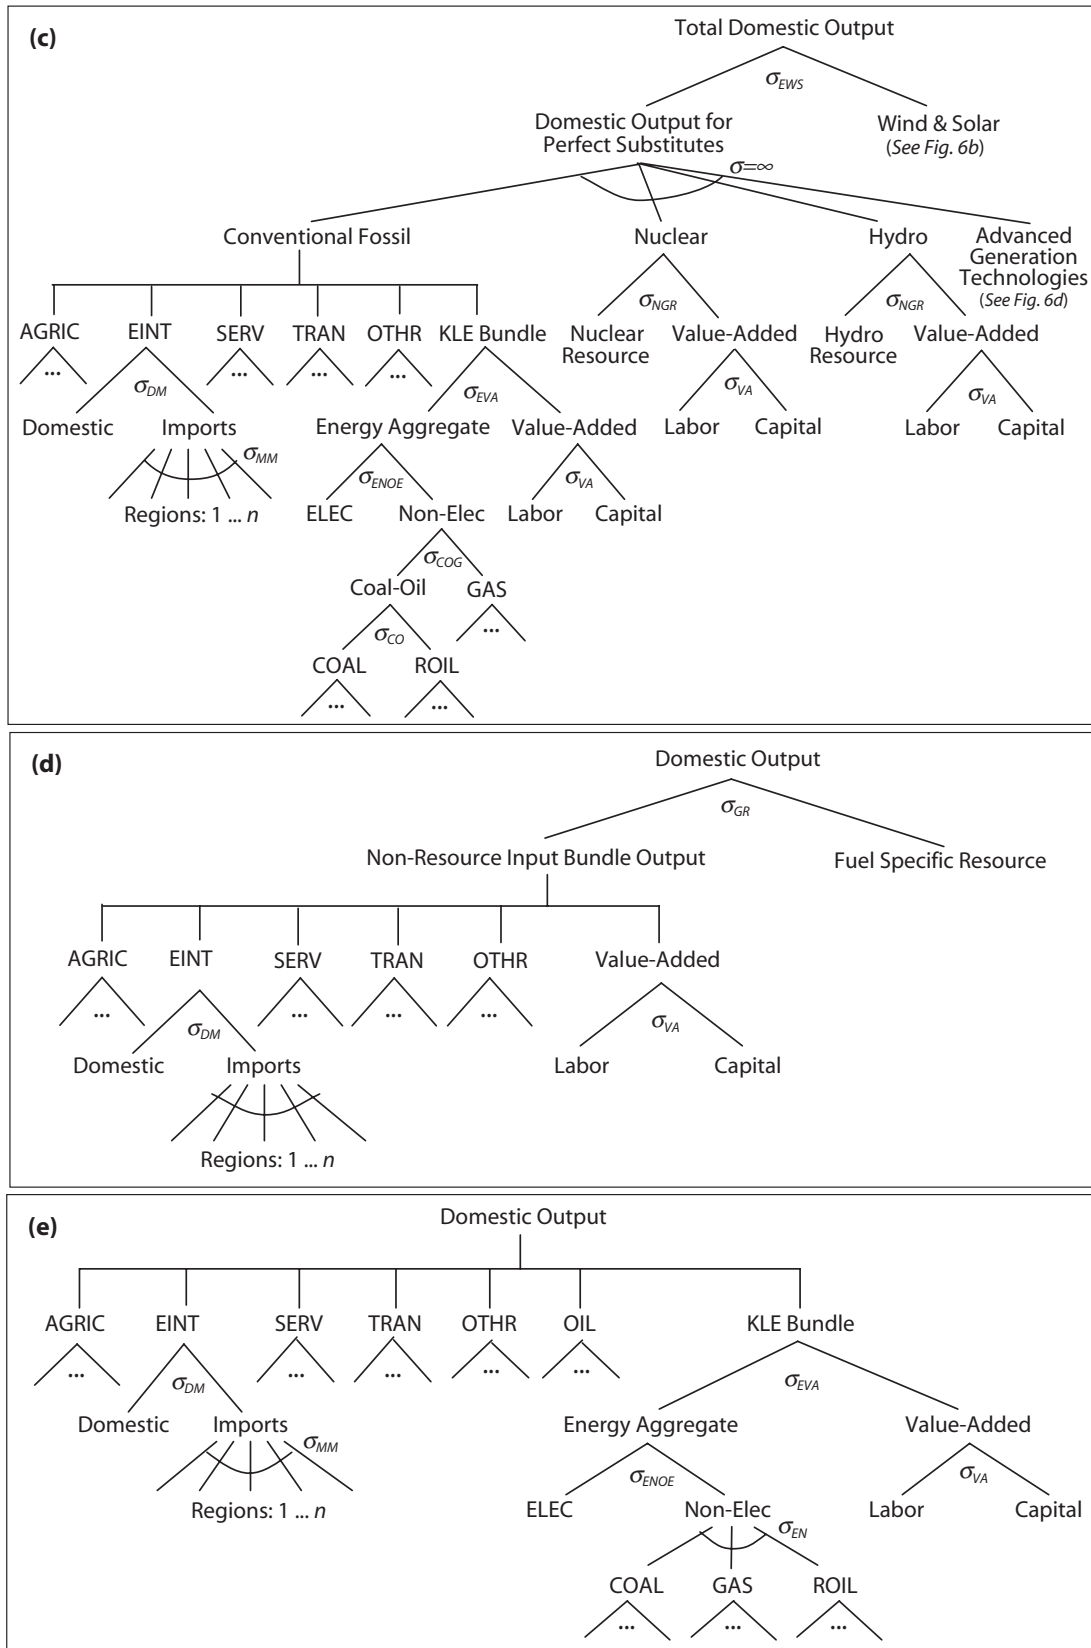 (c)
Total Domestic Output
σEWS
Domestic Output for
Perfect Substitutes
Wind & Solar
(See Fig. 6b)
σ=∞
Conventional Fossil
Nuclear
Hydro
Advanced
Generation
Technologies
(See Fig. 6d)
AGRIC
EINT
SERV
TRAN
OTHR
KLE Bundle
σNGR
Nuclear
Resource
Value-Added
σNGR
Hydro
Resource
Value-Added
...
σDM
...
...
...
σEVA
σVA
σVA
Domestic
Imports
Energy Aggregate
Value-Added
Labor
Capital
Labor
Capital
σMM
σENOE
σVA
Regions: 1 ... n
ELEC
Non-Elec
Labor
Capital
σCOG
Coal-Oil
GAS
σCO
...
COAL
ROIL
...
...
(d)
Domestic Output
σGR
Non-Resource Input Bundle Output
Fuel Specific Resource
AGRIC
EINT
SERV
TRAN
OTHR
Value-Added
...
σDM
...
...
...
σVA
Domestic
Imports
Labor
Capital
Regions: 1 ... n
(e)
Domestic Output
AGRIC
EINT
SERV
TRAN
OTHR
OIL
KLE Bundle
...
σDM
...
...
...
...
σEVA
Domestic
Imports
Energy Aggregate
Value-Added
σMM
σENOE
σVA
Regions: 1 ... n
ELEC
Non-Elec
Labor
Capital
σEN
COAL
GAS
ROIL
...
...
...